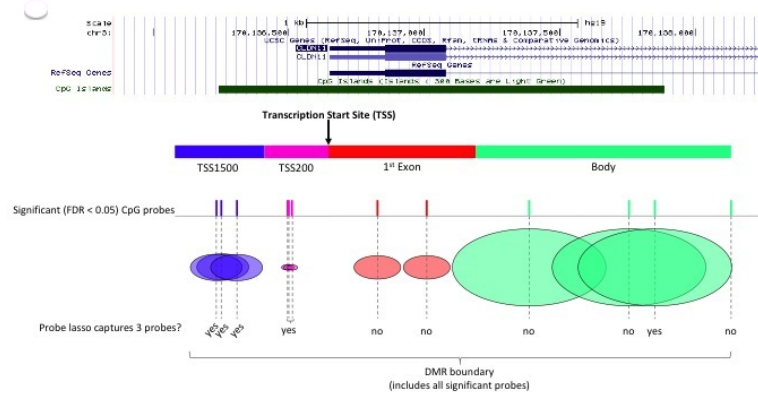 Scale
1 kb
hg19
chr3:
170,136,500
170,137,000
170,137,500
170,138,000
UCSC Genes (RefSeq, UniProt, CCDS, Rfam, tRNAs & Comparative Genomics)
CLDN11
CLDN11
RefSeq Genes
RefSeq Genes
CpG Islands (Islands < 300 Bases are Light Green)
CpG Islands
Transcription Start Site (TSS)
TSS1500
TSS200
1st Exon
Body
Significant (FDR < 0.05) CpG probes
Probe lasso captures 3 probes?
yes
yes
yes
yes
no
no
no
no
yes
no
DMR boundary
(includes all significant probes)